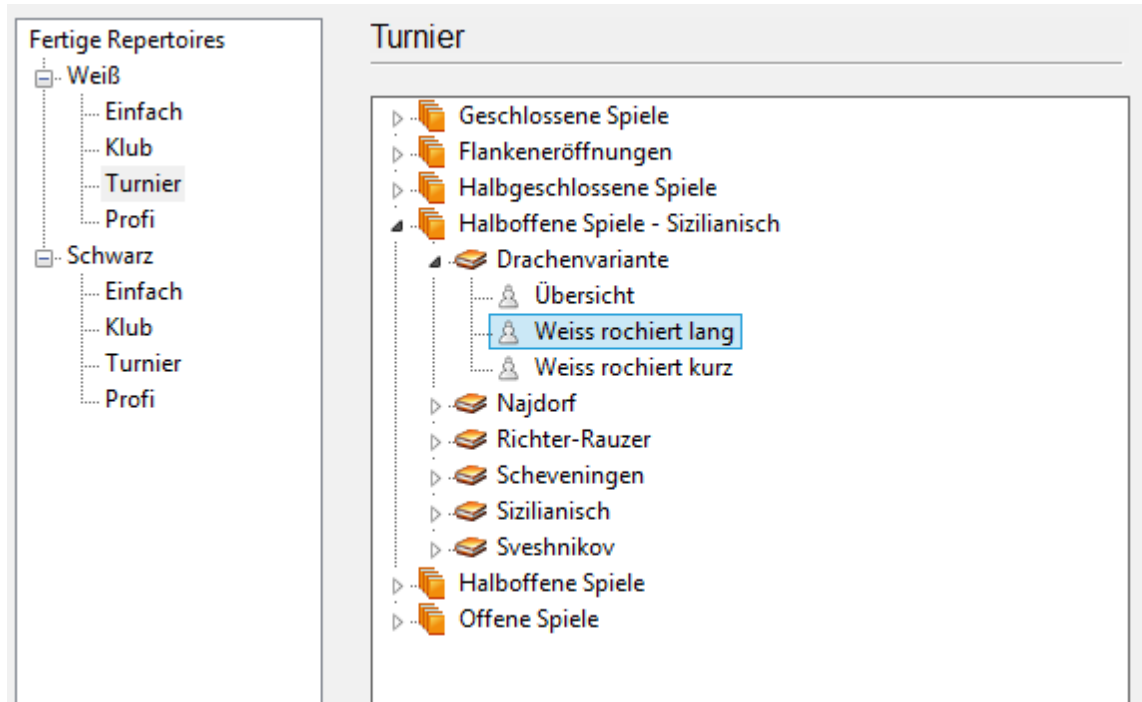 Fertige Repertoires
Weiß
Einfach
Klub
Turnier
Profi
Schwarz
Einfach
Klub
Turnier
Profi
Turnier
Geschlossene Spiele
Flankeneröffnungen
Halbgeschlossene Spiele
Halboffene Spiele - Sizilianisch
Drachenvariante
Übersicht
Weiss rochiert lang
Weiss rochiert kurz
Najdorf
Richter-Rauzer
Scheveningen
Sizilianisch
Sveshnikov
Halboffene Spiele
Offene Spiele